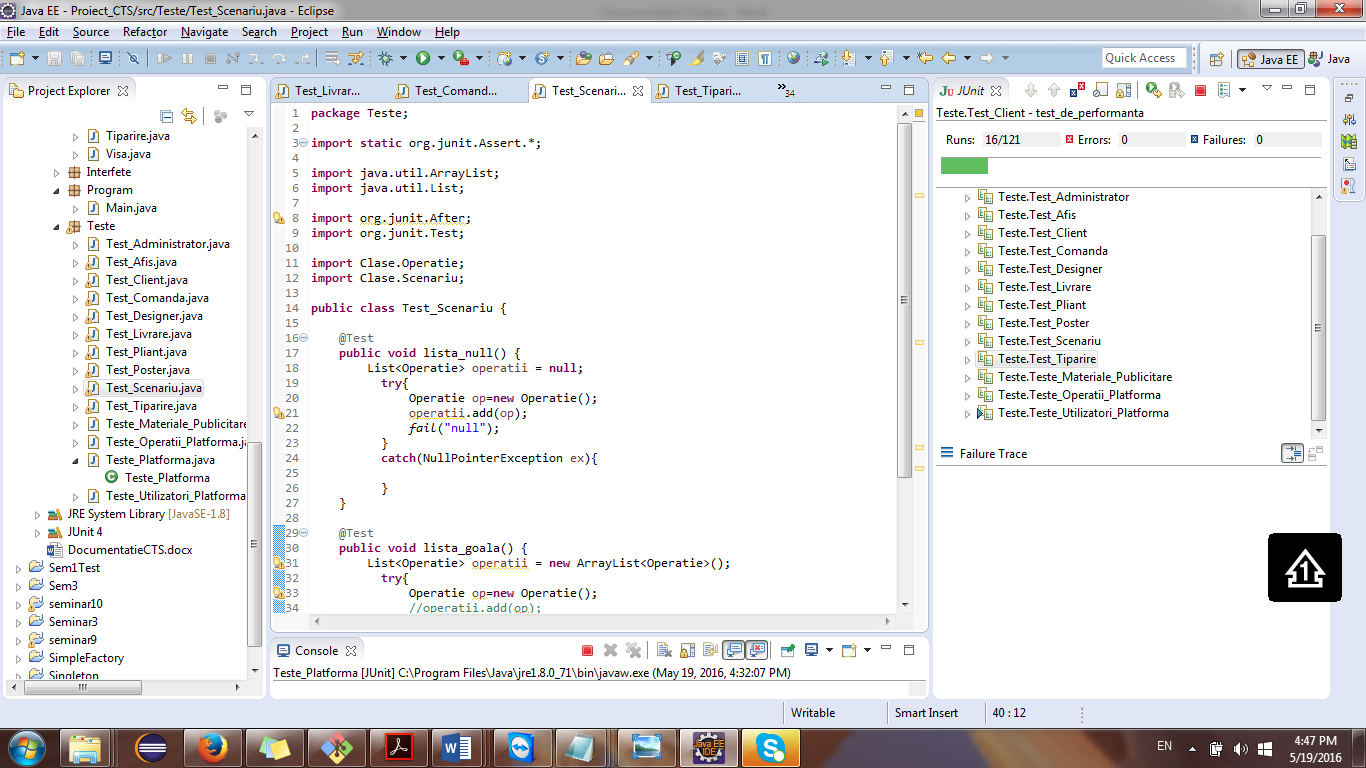 Java EE - Proiect_CTS/src/Teste/Test_Scenariu.java - Eclipse
File Edit Source Refactor Navigate Search Project Run Window Help
Quick Access
Java EE
Java
Project Explorer
Tiparire.java
Visa.java
Interfete
Program
Main.java
Teste
Test_Administrator.java
Test_Afis.java
Test_Client.java
Test_Comanda.java
Test_Designer.java
Test_Livrare.java
Test_Pliant.java
Test_Poster.java
Test_Scenariu.java
Test_Tiparire.java
Teste_Materiale_Publicitare
Teste_Operatii_Platforma.ja
Teste_Platforma.java
Teste_Platforma
Teste_Utilizatori_Platforma
JRE System Library [JavaSE-1.8]
JUnit 4
DocumentatieCTS.docx
Sem1Test
Sem3
seminar10
Seminar3
seminar9
SimpleFactory
Singleton
Test_Livrar...
Test_Comand...
Test_Scenari...
Test_Tipari...
»34
1 package Teste;
2
3 import static org.junit.Assert.*;
4
5 import java.util.ArrayList;
6 import java.util.List;
7
8 import org.junit.After;
9 import org.junit.Test;
10
11 import Clase.Operatie;
12 import Clase.Scenariu;
13
14 public class Test_Scenariu {
15
16 @Test
17 public void lista_null() {
18 List<Operatie> operatii = null;
19 try{
20 Operatie op=new Operatie();
21 operatii.add(op);
22 fail("null");
23 }
24 catch(NullPointerException ex){
25
26 }
27 }
28
29 @Test
30 public void lista_goala() {
31 List<Operatie> operatii = new ArrayList<Operatie>();
32 try{
33 Operatie op=new Operatie();
34 //operatii.add(op);
Console
Teste_Platforma [JUnit] C:\Program Files\Java\jre1.8.0_71\bin\javaw.exe (May 19, 2016, 4:32:07 PM)
Ju JUnit
Teste.Test_Client - test_de_performanta
Runs: 16/121 Errors: 0 Failures: 0
Teste.Test_Administrator
Teste.Test_Afis
Teste.Test_Client
Teste.Test_Comanda
Teste.Test_Designer
Teste.Test_Livrare
Teste.Test_Pliant
Teste.Test_Poster
Teste.Test_Scenariu
Teste.Test_Tiparire
Teste.Teste_Materiale_Publicitare
Teste.Teste_Operatii_Platforma
Teste.Teste_Utilizatori_Platforma
Failure Trace
1
Writable
Smart Insert
40 : 12
Java EE
IDE
EN
4:47 PM
5/19/2016